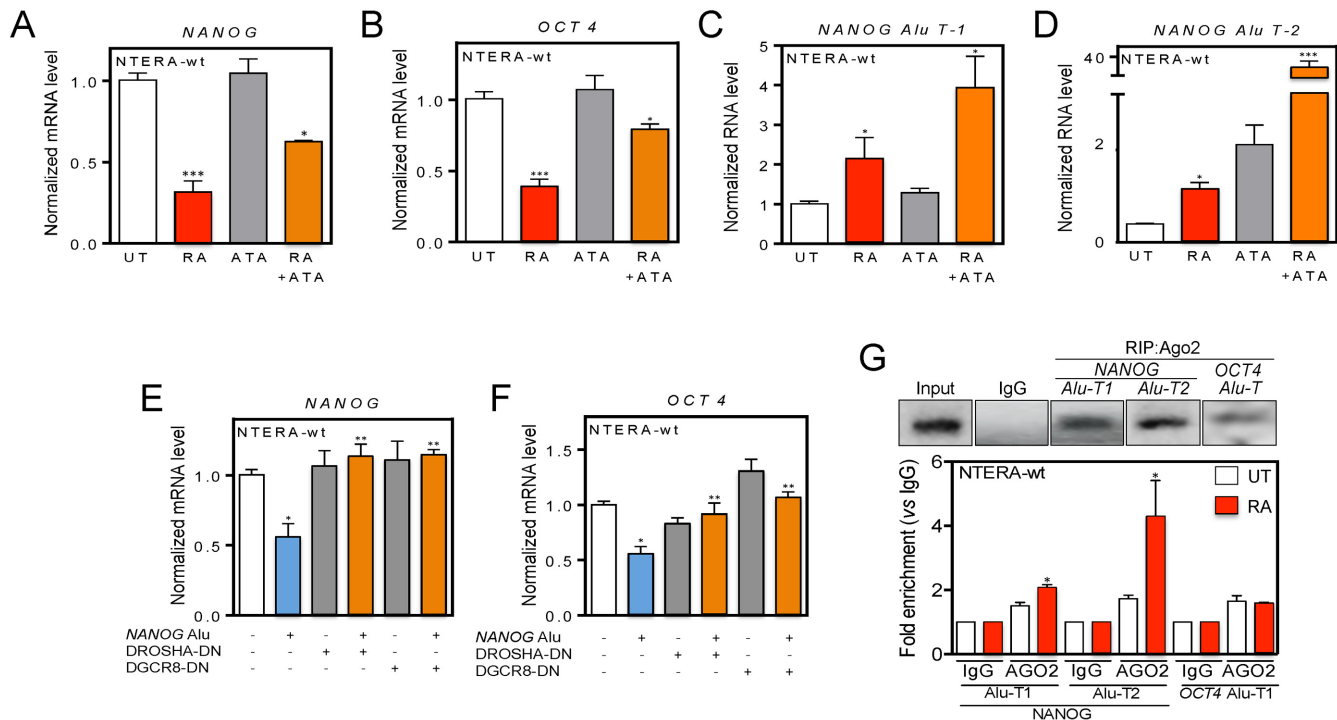 A
NANOG
NTERA-wt
Normalized mRNA level
1.0
0.5
0.0
UT RA ATA RA
+ATA
*** *
B
OCT 4
NTERA-wt
Normalized mRNA level
1.0
0.5
0.0
UT RA ATA RA
+ATA
*** *
C
NANOG Alu T-1
NTERA-wt
Normalized RNA level
5
4
3
2
1
0
UT RA ATA RA
+ATA
* *
D
NANOG Alu T-2
NTERA-wt
Normalized RNA level
40
2
0
UT RA ATA RA
+ATA
* ***
E
NANOG
NTERA-wt
Normalized mRNA level
1.0
0.5
0.0
* ** **
NANOG Alu - + - + - +
DROSHA-DN - - + + - -
DGCR8-DN - - - - + +
F
OCT 4
NTERA-wt
Normalized mRNA level
1.5
1.0
0.5
0.0
* ** **
NANOG Alu - + - + - +
DROSHA-DN - - + + - -
DGCR8-DN - - - - + +
G
RIP:Ago2
NANOG OCT4
Input IgG Alu-T1 Alu-T2 Alu-T
NTERA-wt
UT
RA
Fold enrichment (vs IgG)
6
4
2
0
* *
IgG AGO2 IgG AGO2 IgG AGO2
Alu-T1 Alu-T2 OCT4 Alu-T1
NANOG